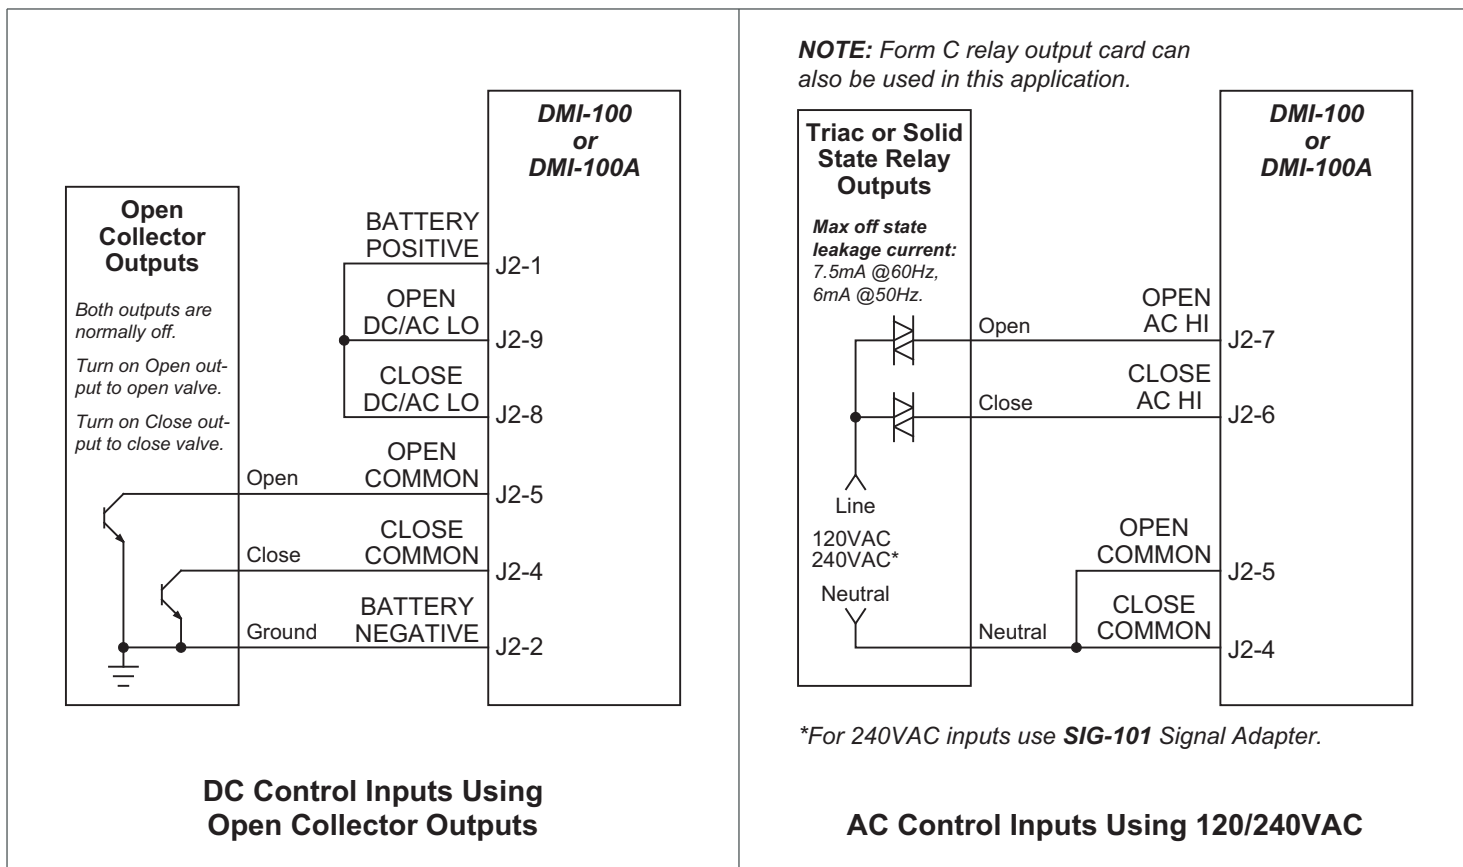 DMI-100
or
DMI-100A
Open
Collector
Outputs
Both outputs are
normally off.
Turn on Open out-
put to open valve.
Turn on Close out-
put to close valve.
BATTERY
POSITIVE
J2-1
OPEN
DC/AC LO
J2-9
CLOSE
DC/AC LO
J2-8
Open
OPEN
COMMON
J2-5
Close
CLOSE
COMMON
J2-4
Ground
BATTERY
NEGATIVE
J2-2
DC Control Inputs Using
Open Collector Outputs
NOTE: Form C relay output card can
also be used in this application.
Triac or Solid
State Relay
Outputs
Max off state
leakage current:
7.5mA @60Hz,
6mA @50Hz.
DMI-100
or
DMI-100A
Open
OPEN
AC HI
J2-7
Close
CLOSE
AC HI
J2-6
Line
120VAC
240VAC*
Neutral
Neutral
OPEN
COMMON
J2-5
CLOSE
COMMON
J2-4
*For 240VAC inputs use SIG-101 Signal Adapter.
AC Control Inputs Using 120/240VAC